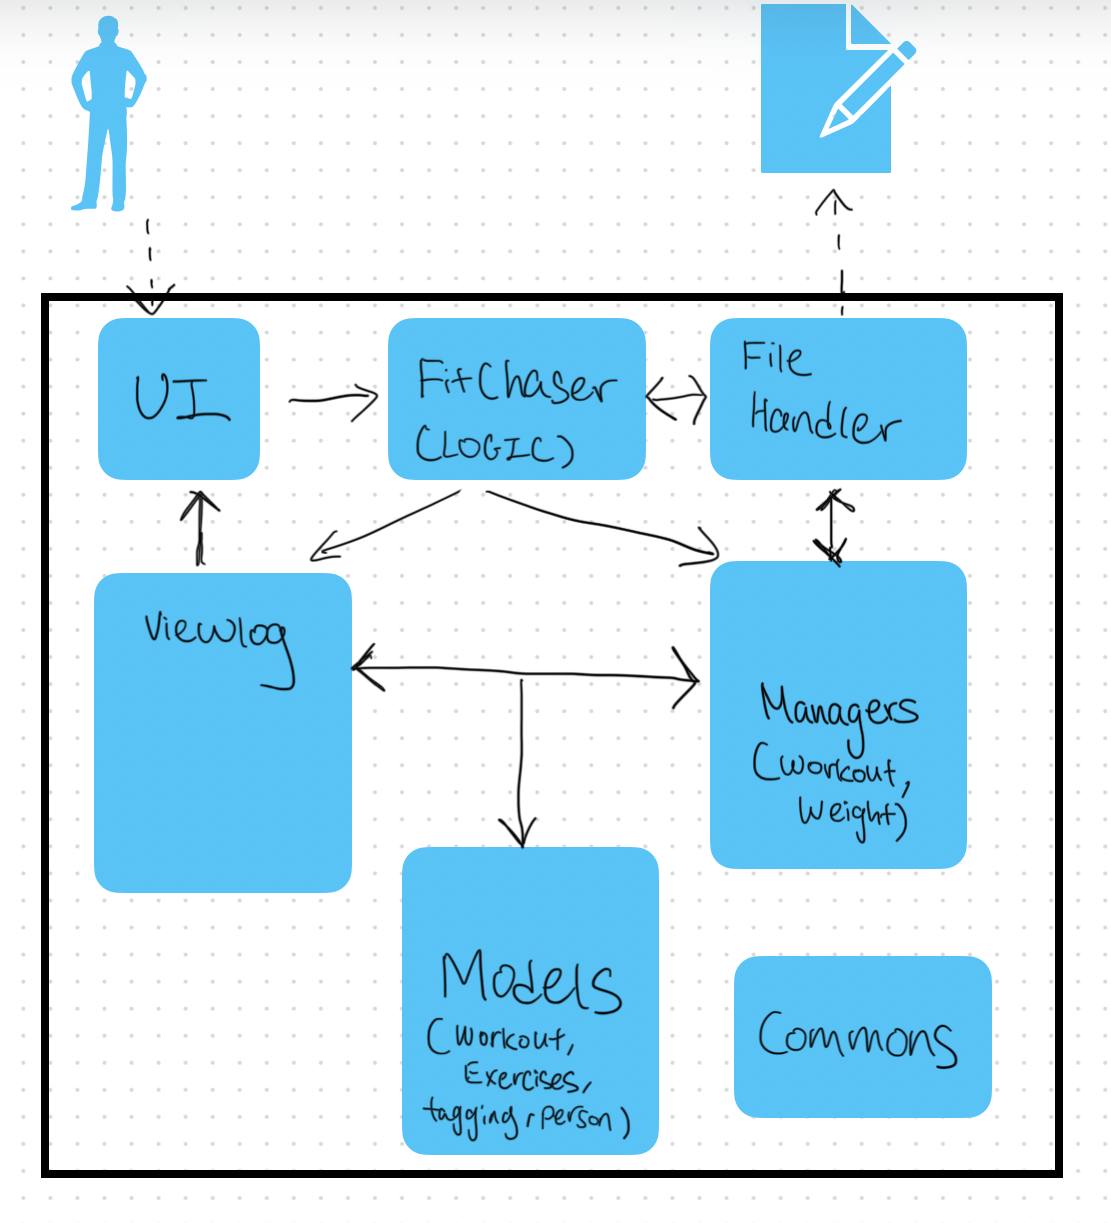 UI
FitChaser
(LOGIC)
File
Handler
Viewlog
Managers
(workout,
Weight)
Models
(Workout,
Exercises,
tagging, person)
Commons